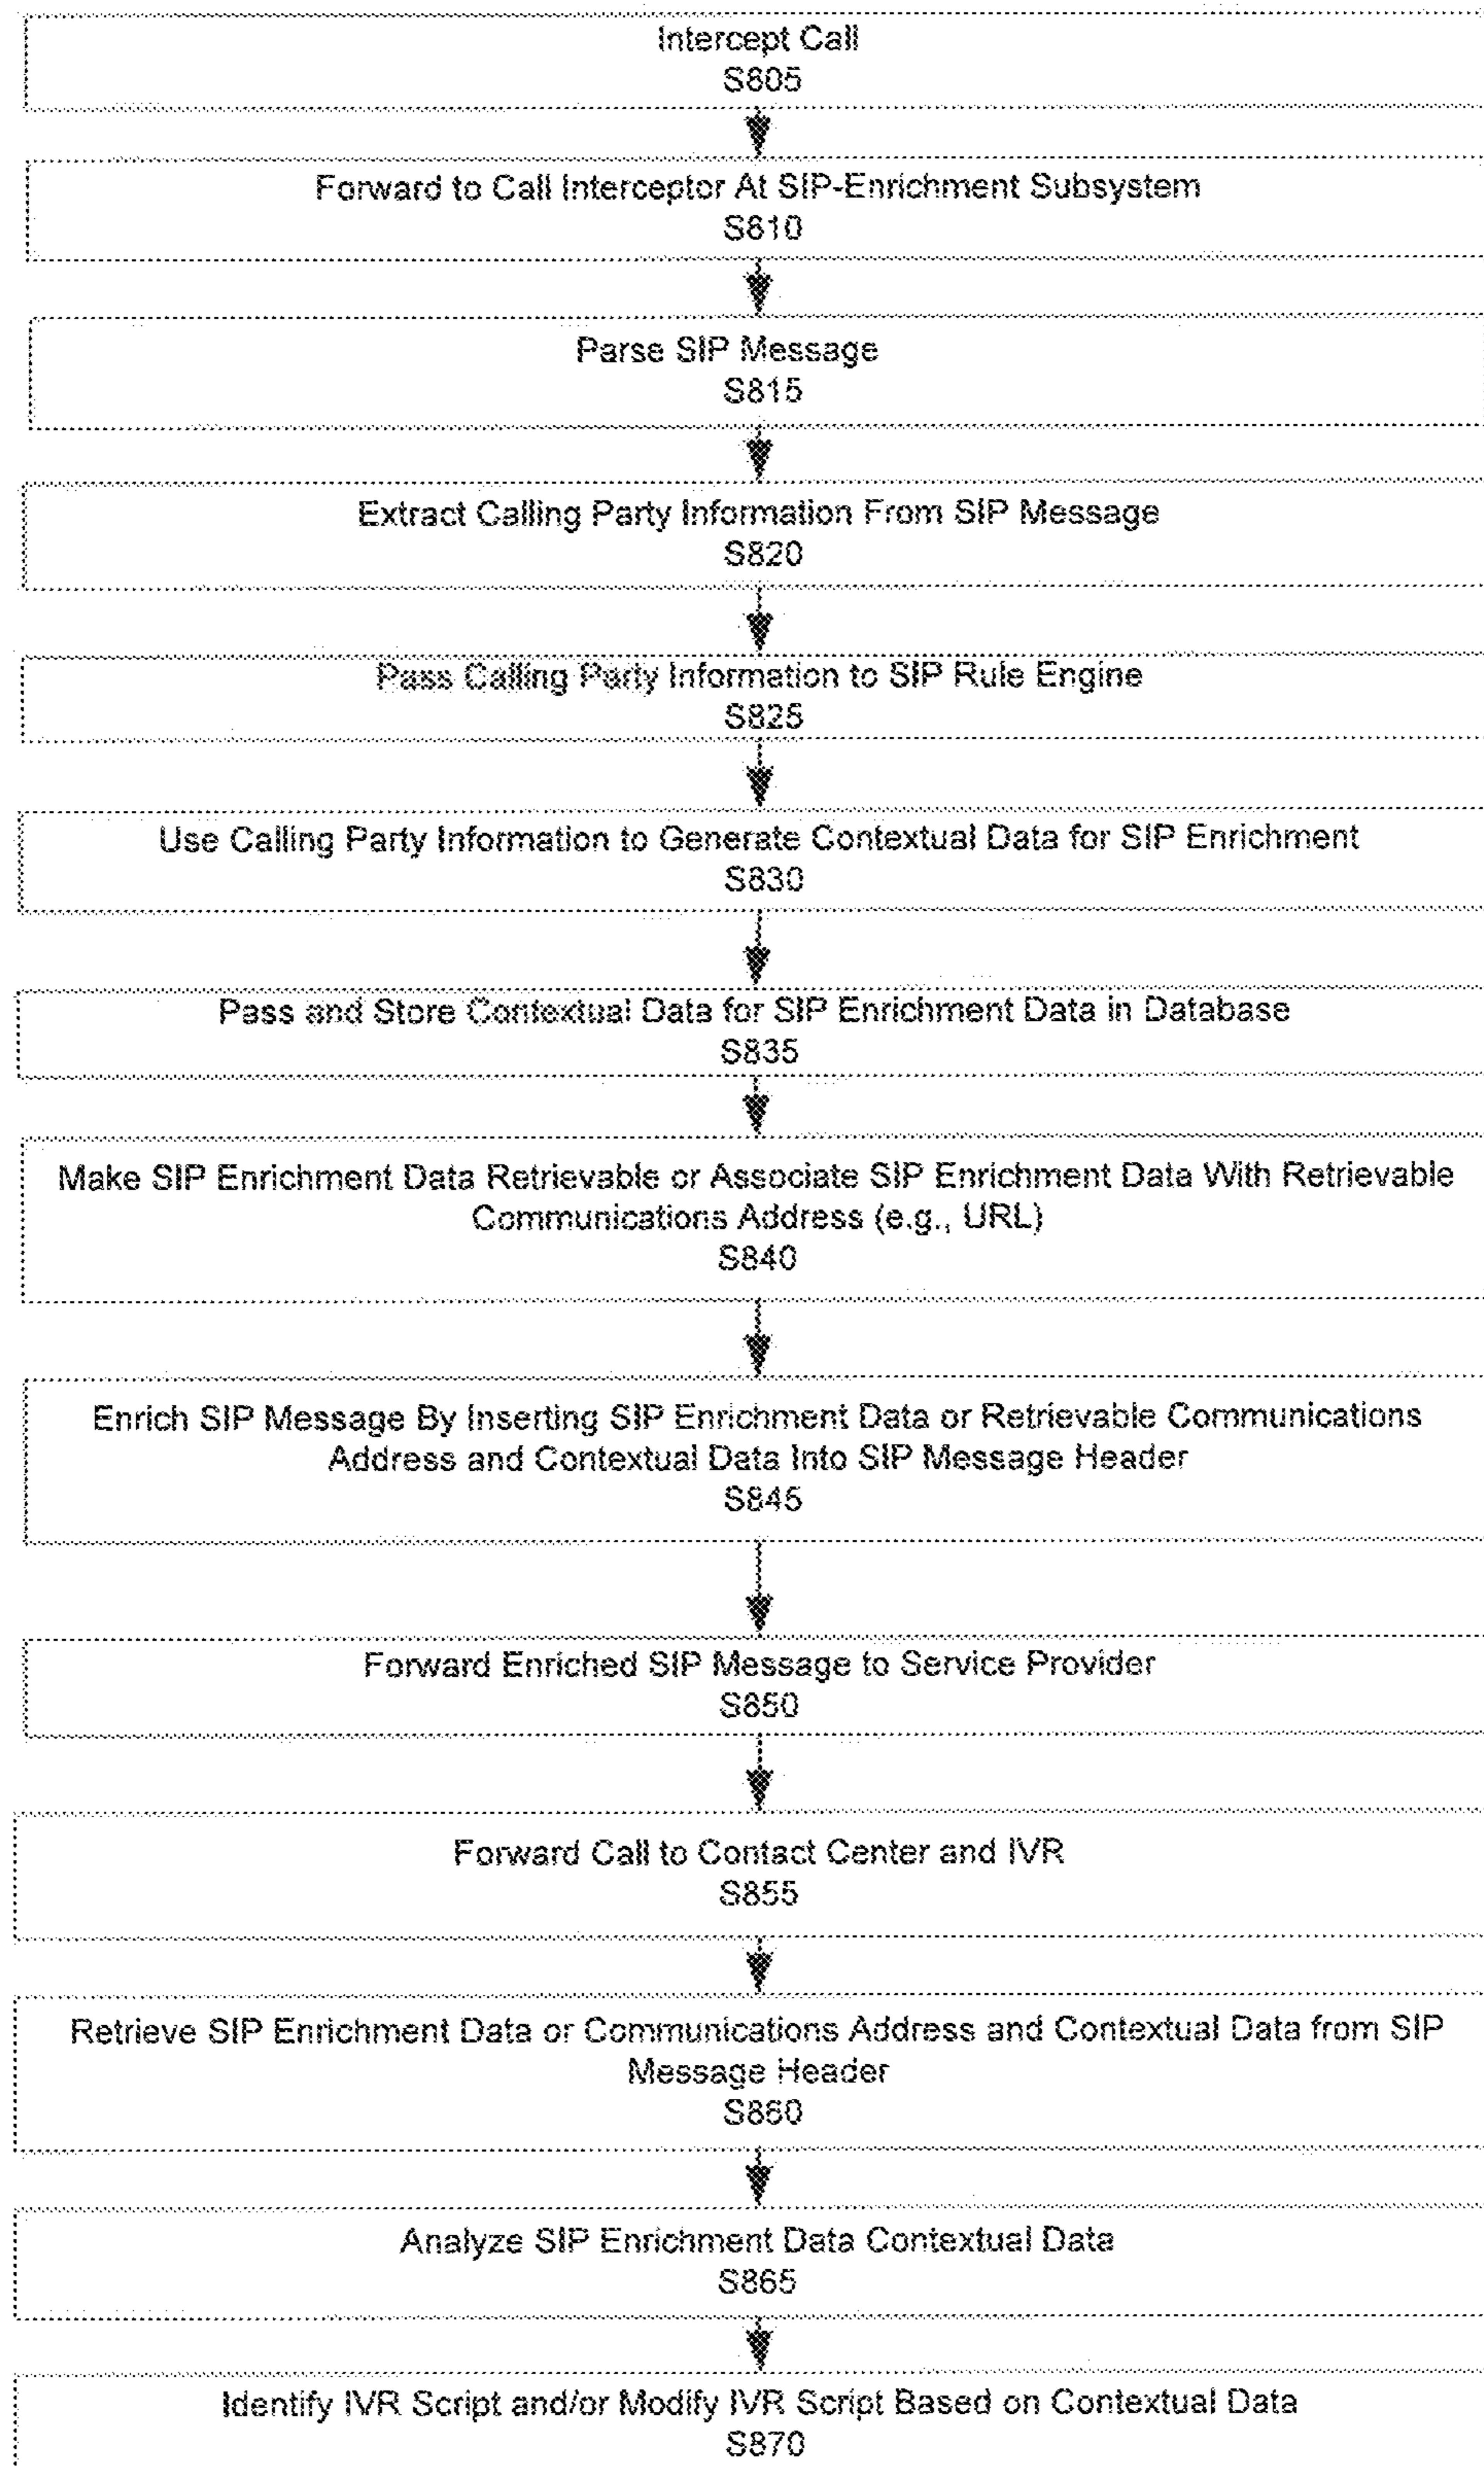 Intercept Call
S805
Forward to Call Interceptor At SIP-Enrichment Subsystem
S810
Parse SIP Message
S815
Extract Calling Party Information From SIP Message
S820
Pass Calling Party Information to SIP Rule Engine
S825
Use Calling Party Information to Generate Contextual Data for SIP Enrichment
S830
Pass and Store Contextual Data for SIP Enrichment Data in Database
S835
Make SIP Enrichment Data Retrievable or Associate SIP Enrichment Data With Retrievable
Communications Address (e.g., URL)
S840
Enrich SIP Message By Inserting SIP Enrichment Data or Retrievable Communications
Address and Contextual Data Into SIP Message Header
S845
Forward Enriched SIP Message to Service Provider
S850
Forward Call to Contact Center and IVR
S855
Retrieve SIP Enrichment Data or Communications Address and Contextual Data from SIP
Message Header
S860
Analyze SIP Enrichment Data Contextual Data
S865
Identify IVR Script and/or Modify IVR Script Based on Contextual Data
S870